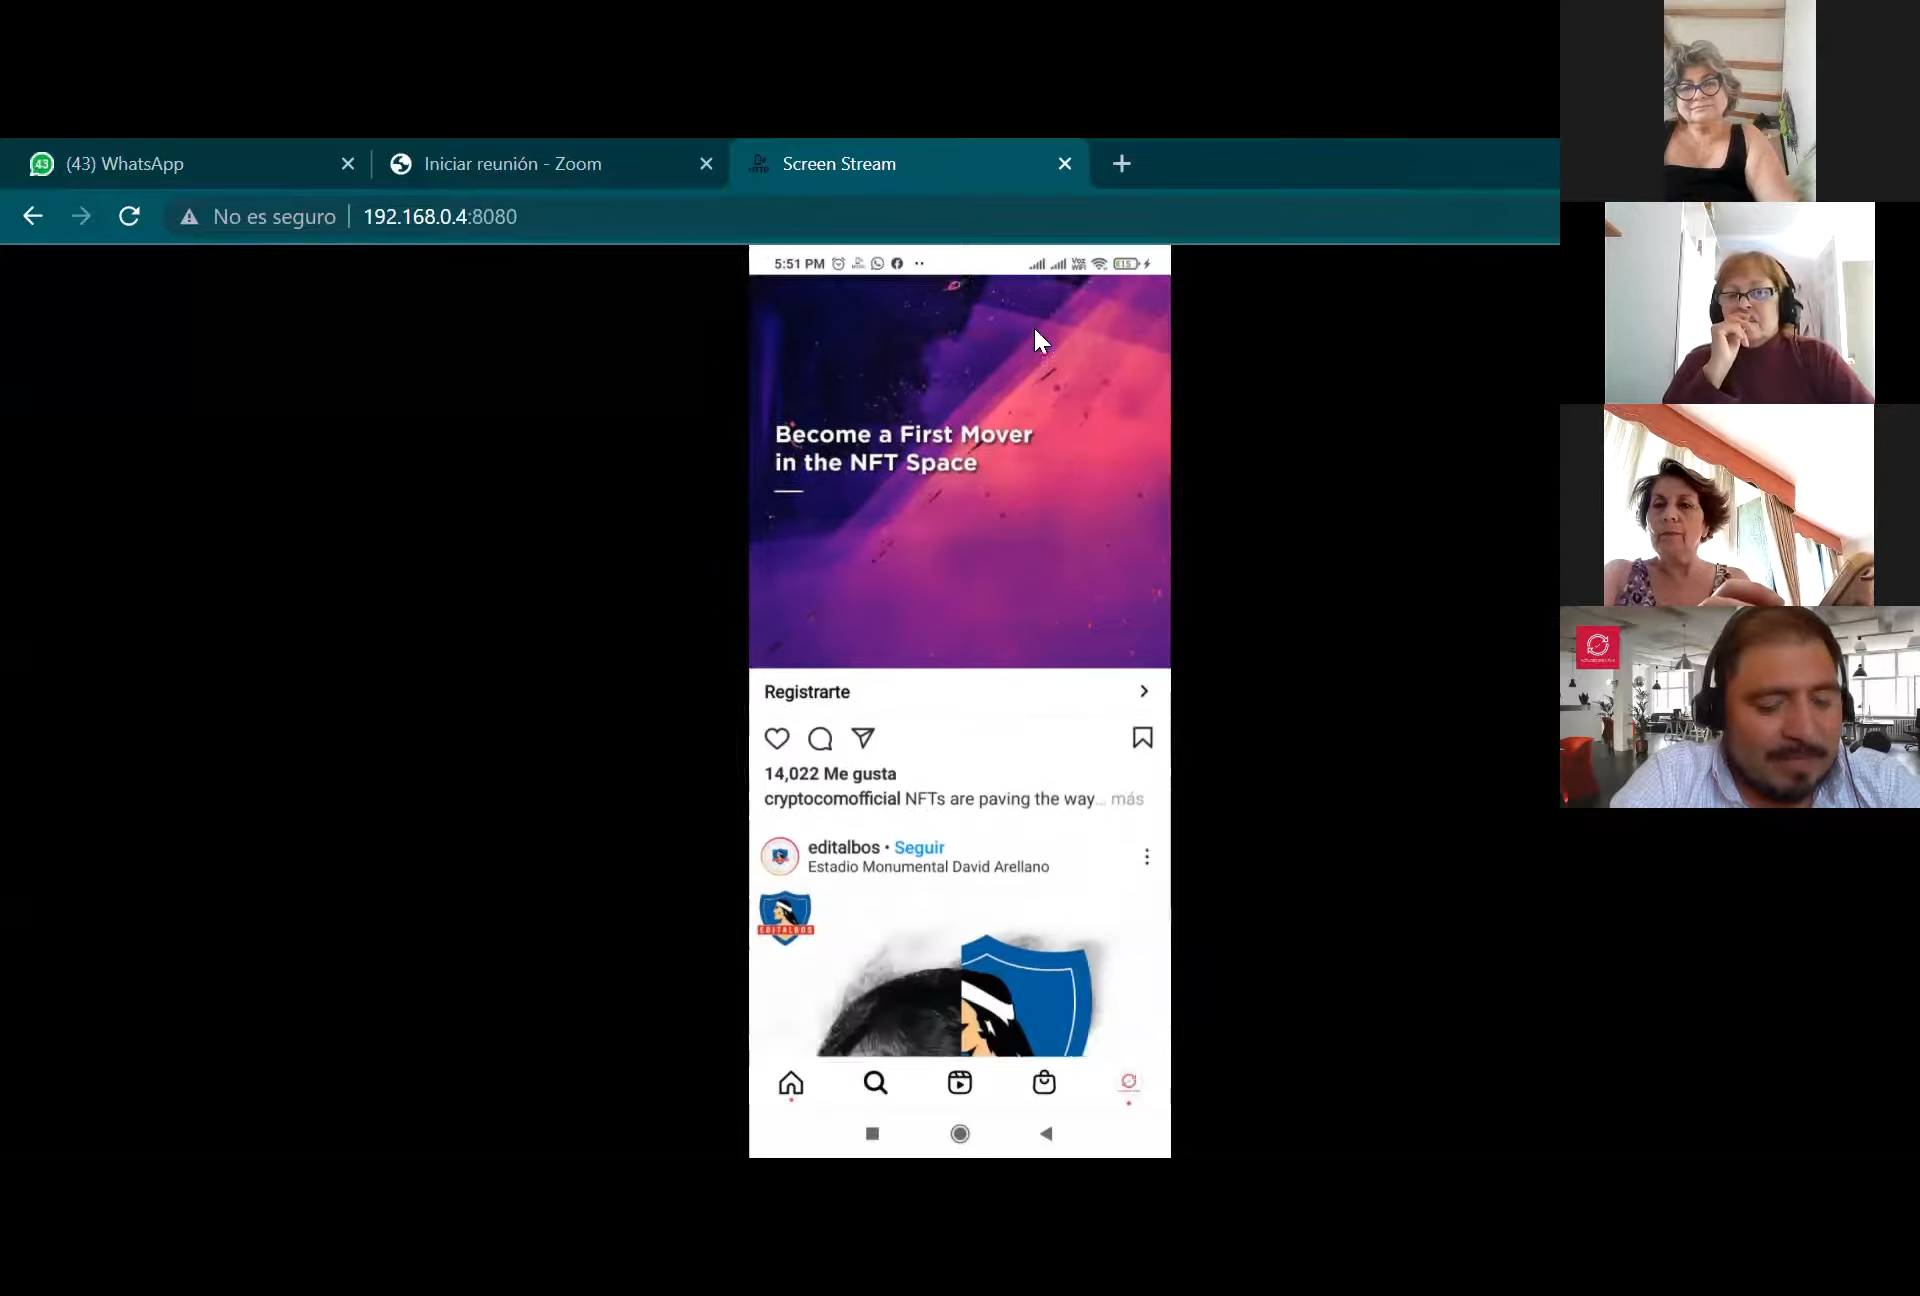 (43) WhatsApp
Iniciar reunión - Zoom
Screen Stream
No es seguro
192.168.0.4:8080
5:51 PM
15
Become a First Mover
in the NFT Space
Registrarte
14,022 Me gusta
cryptocomofficial NFTs are paving the way... más
editalbos • Seguir
Estadio Monumental David Arellano
EDITALBOS